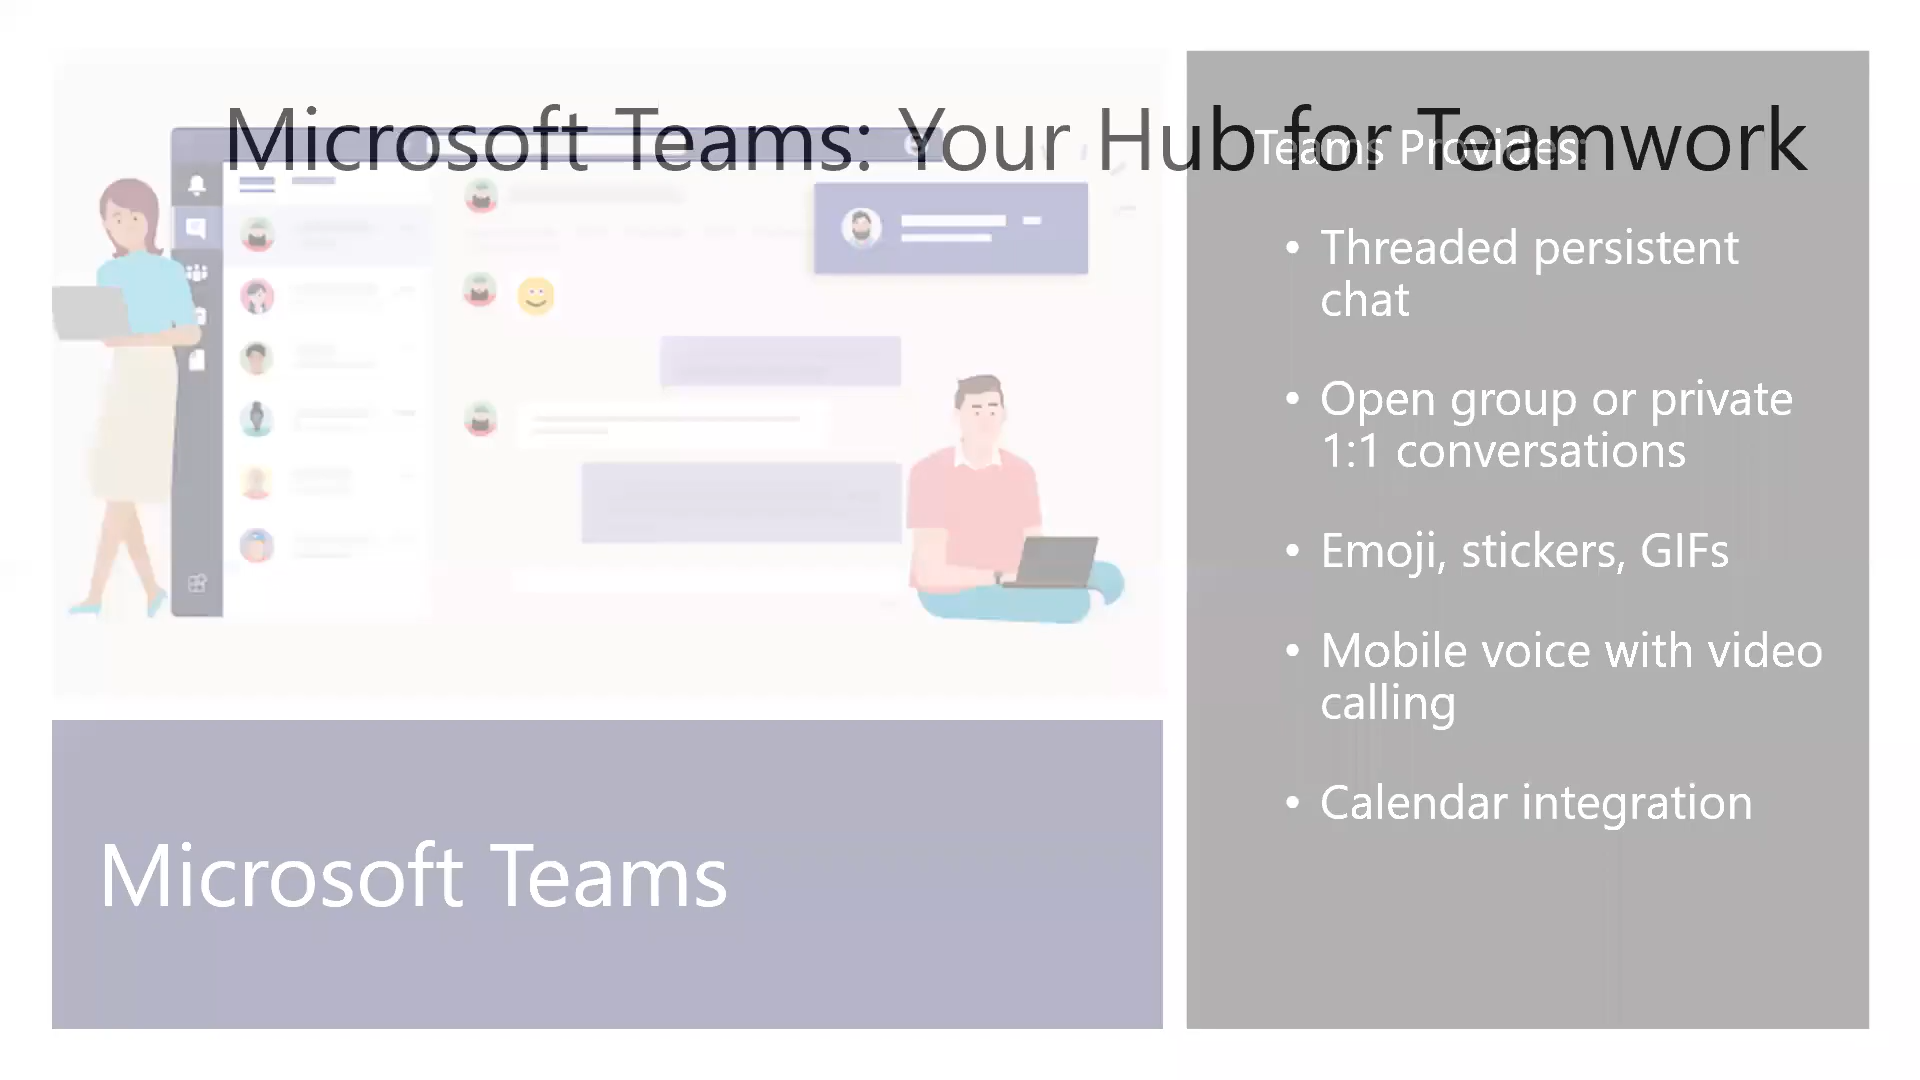 Microsoft Teams: Your Hub for Teamwork
Teams Provides:
• Threaded persistent
chat
• Open group or private
1:1 conversations
• Emoji, stickers, GIFs
• Mobile voice with video
calling
• Calendar integration
Microsoft Teams